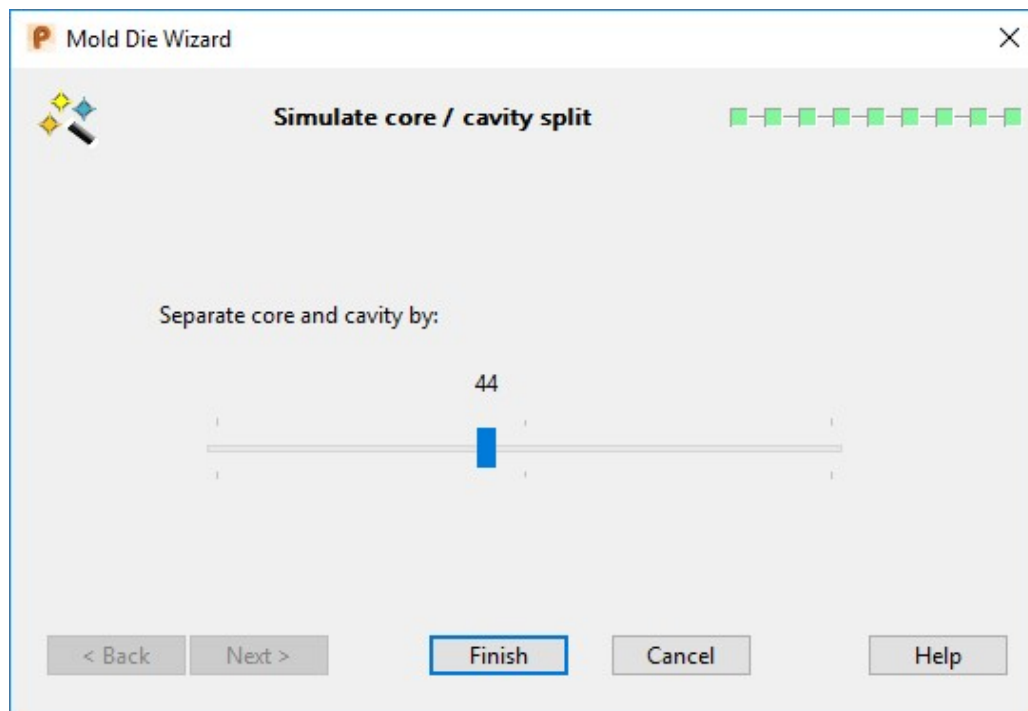 P Mold Die Wizard
Simulate core / cavity split
Separate core and cavity by:
44
< Back Next > Finish Cancel Help